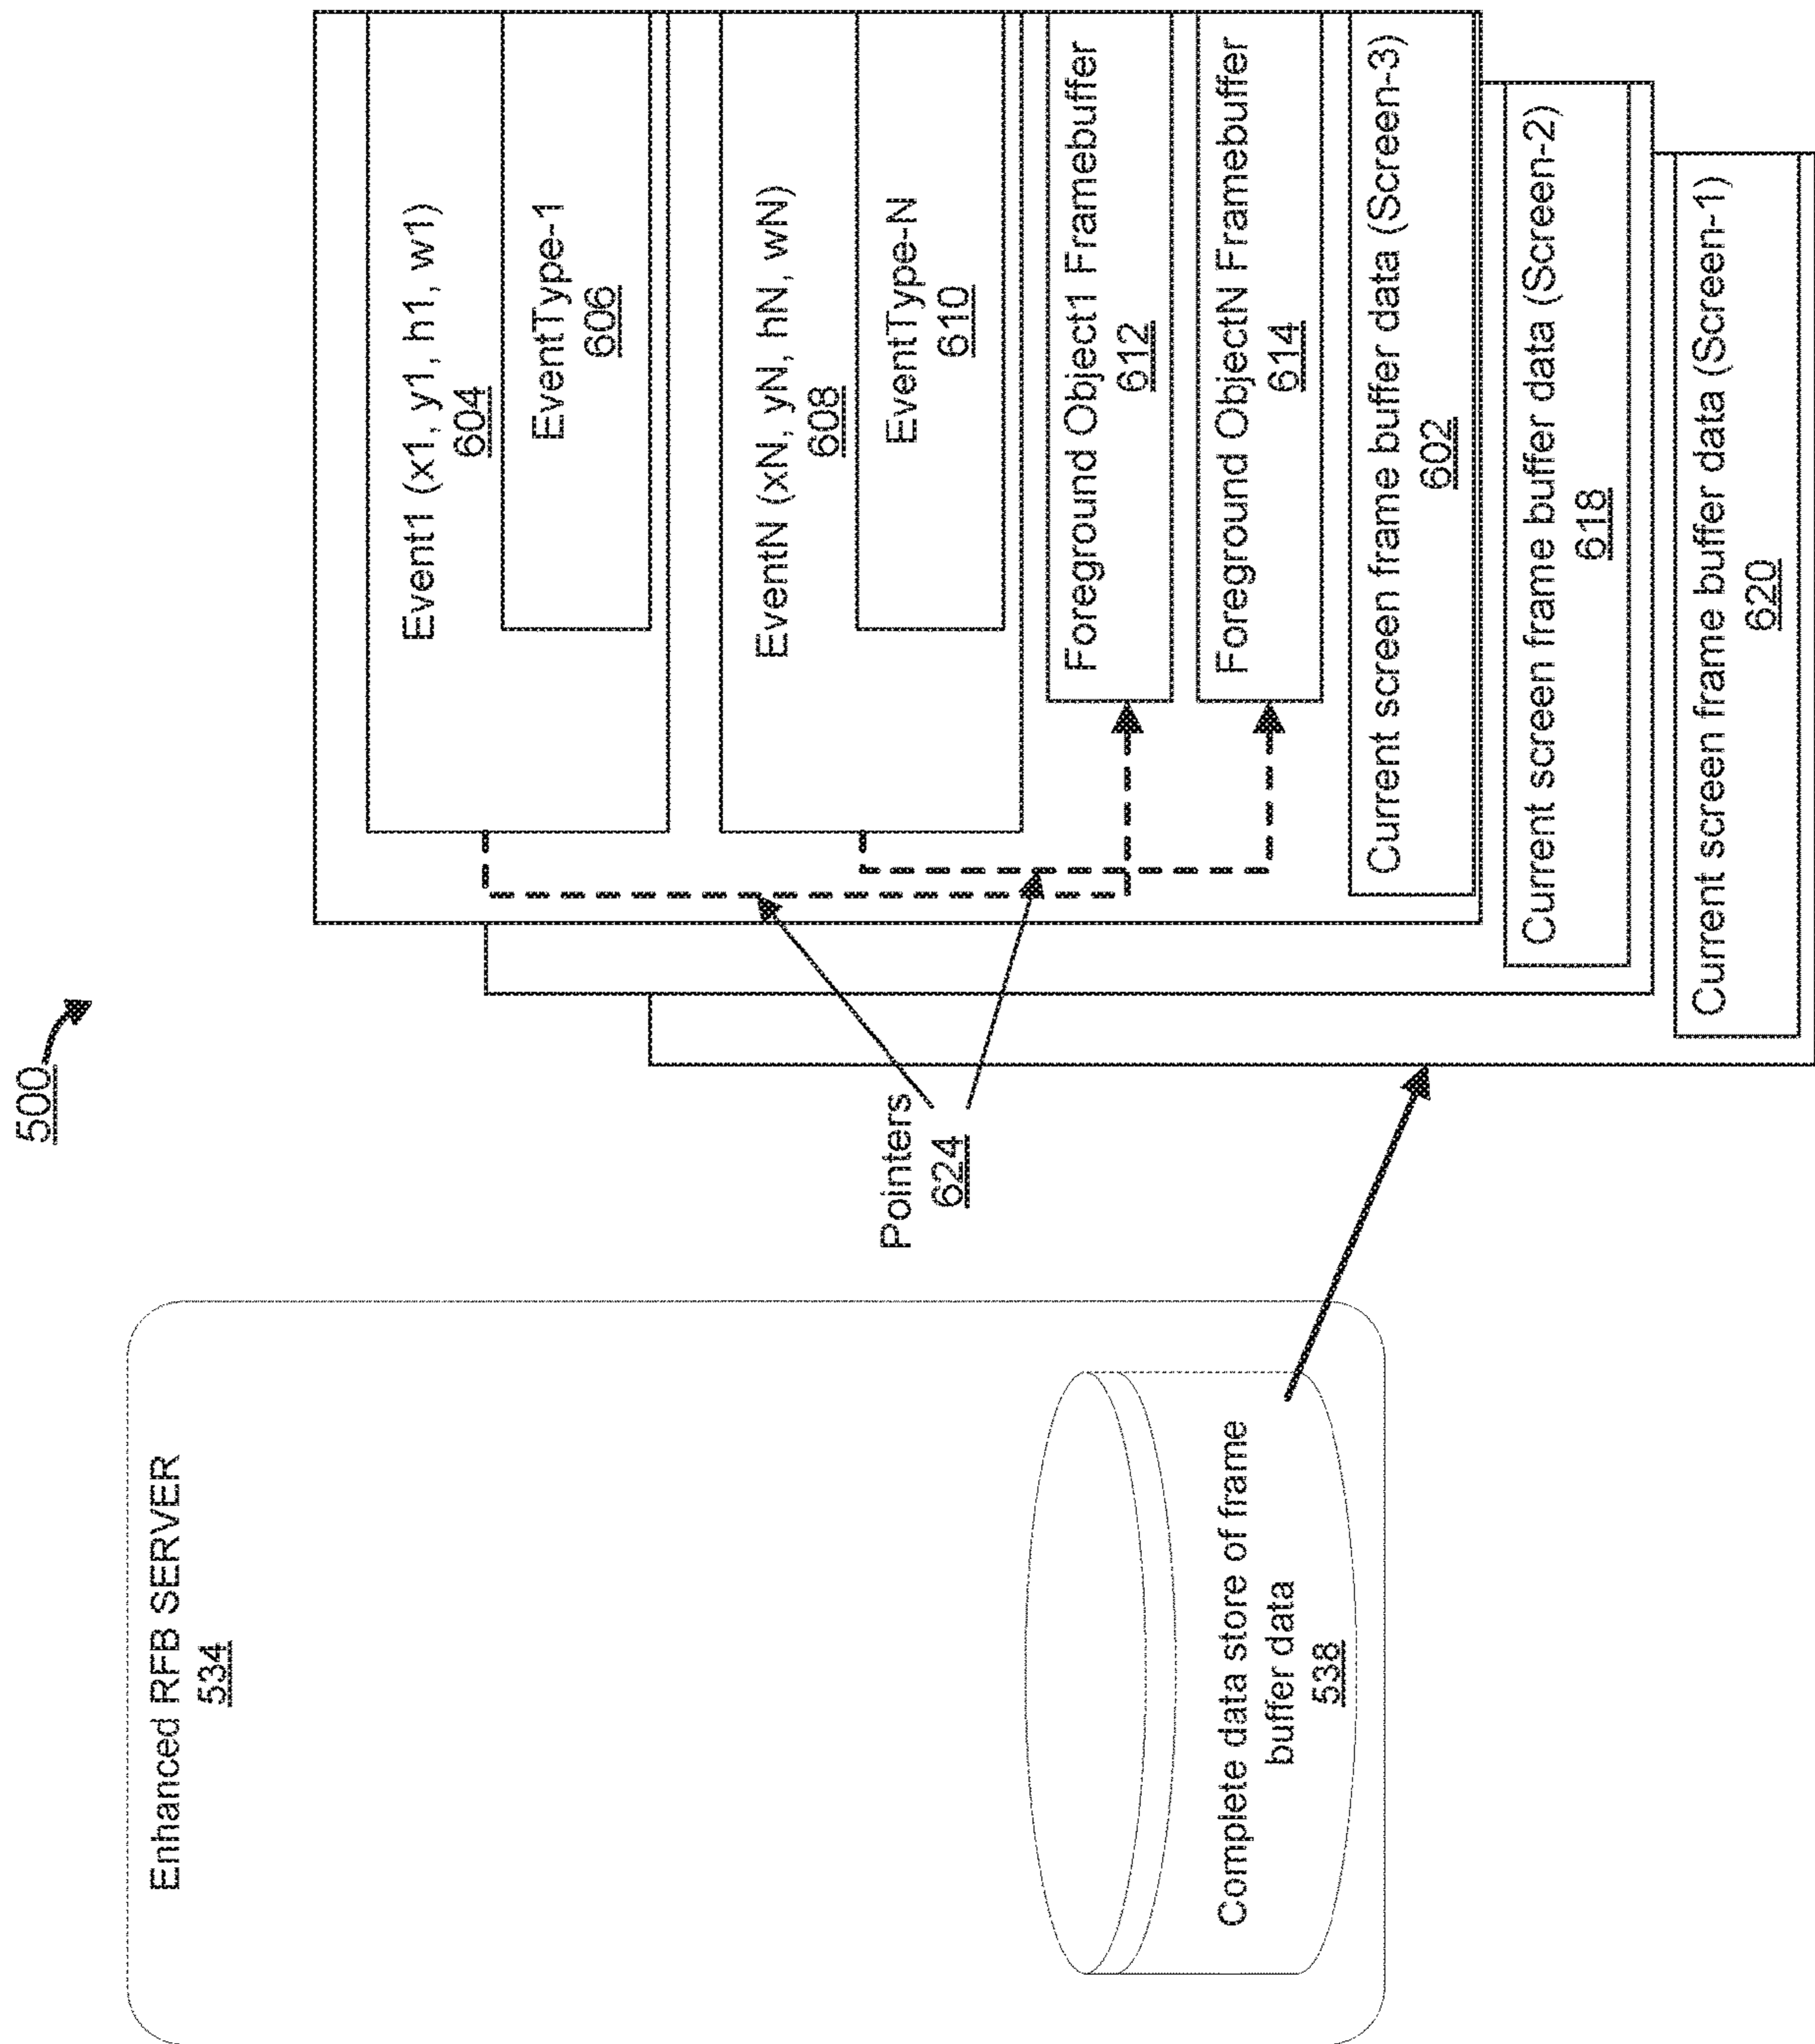 500
Enhanced RFB SERVER
534
Complete data store of frame
buffer data
538
Pointers
624
Event1 (x1, y1, h1, w1)
604
EventType-1
606
EventN (xN, yN, hN, wN)
608
EventType-N
610
Foreground Object1 Framebuffer
612
Foreground ObjectN Framebuffer
614
Current screen frame buffer data (Screen-3)
602
Current screen frame buffer data (Screen-2)
618
Current screen frame buffer data (Screen-1)
620